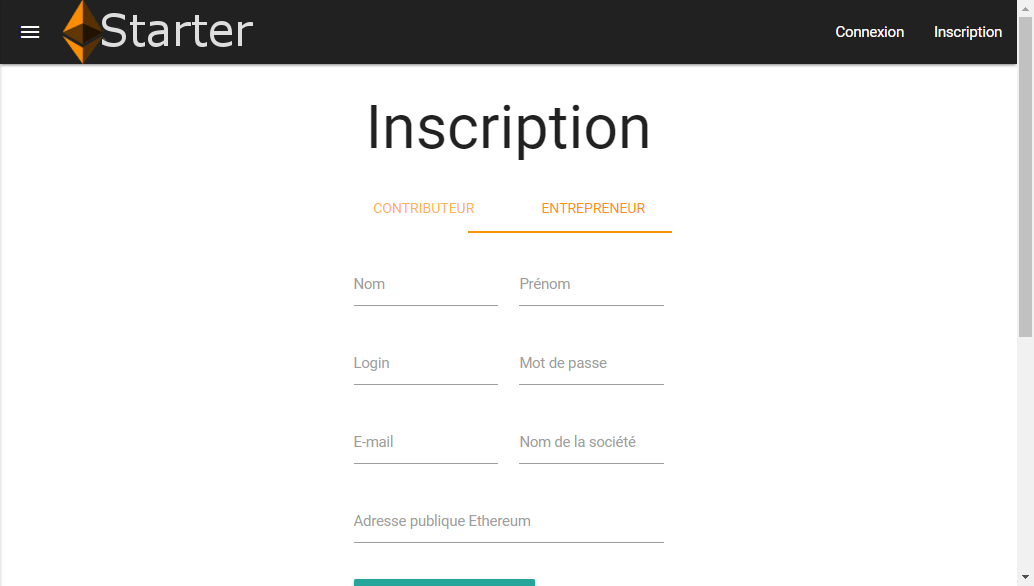 Starter
Connexion Inscription
Inscription
CONTRIBUTEUR ENTREPRENEUR
Nom Prénom
Login Mot de passe
E-mail Nom de la société
Adresse publique Ethereum